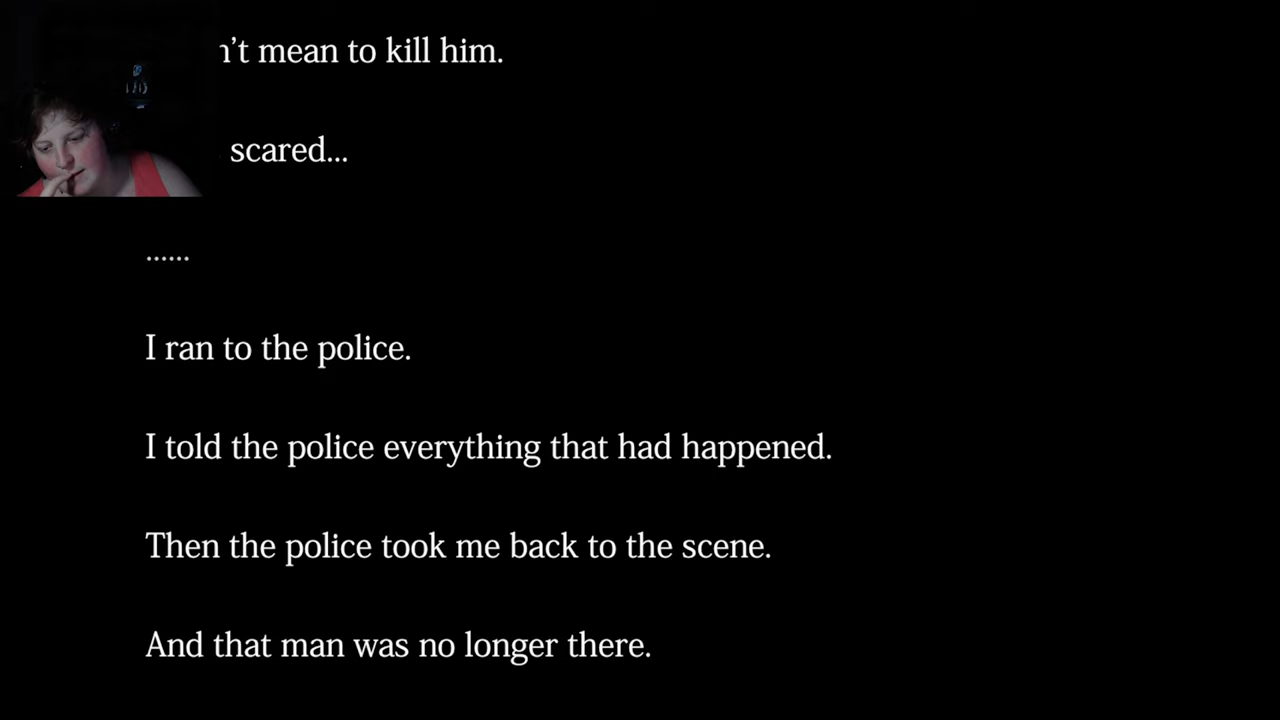 n't mean to kill him.
scared...
......
I ran to the police.
I told the police everything that had happened.
Then the police took me back to the scene.
And that man was no longer there.